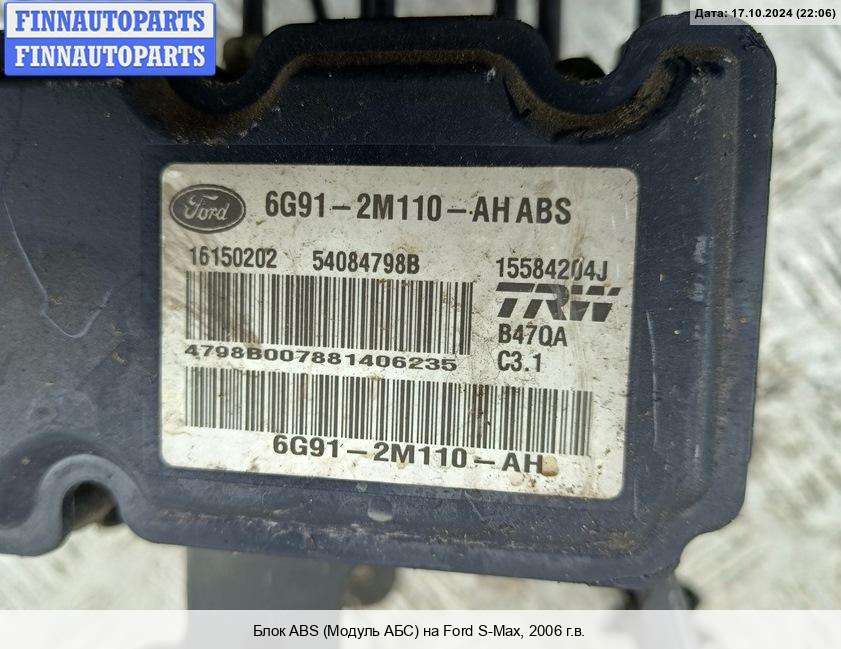 FINNAUTOPARTS
FINNAUTOPARTS
Дата: 17.10.2024 (22:06)
Ford 6G91-2M110-AH ABS
16150202 54084798B 15584204J
TRW
B47QA
4798B007881406235
C3.1
6G91-2M110-AH
Блок ABS (Модуль АБС) на Ford S-Max, 2006 г.в.